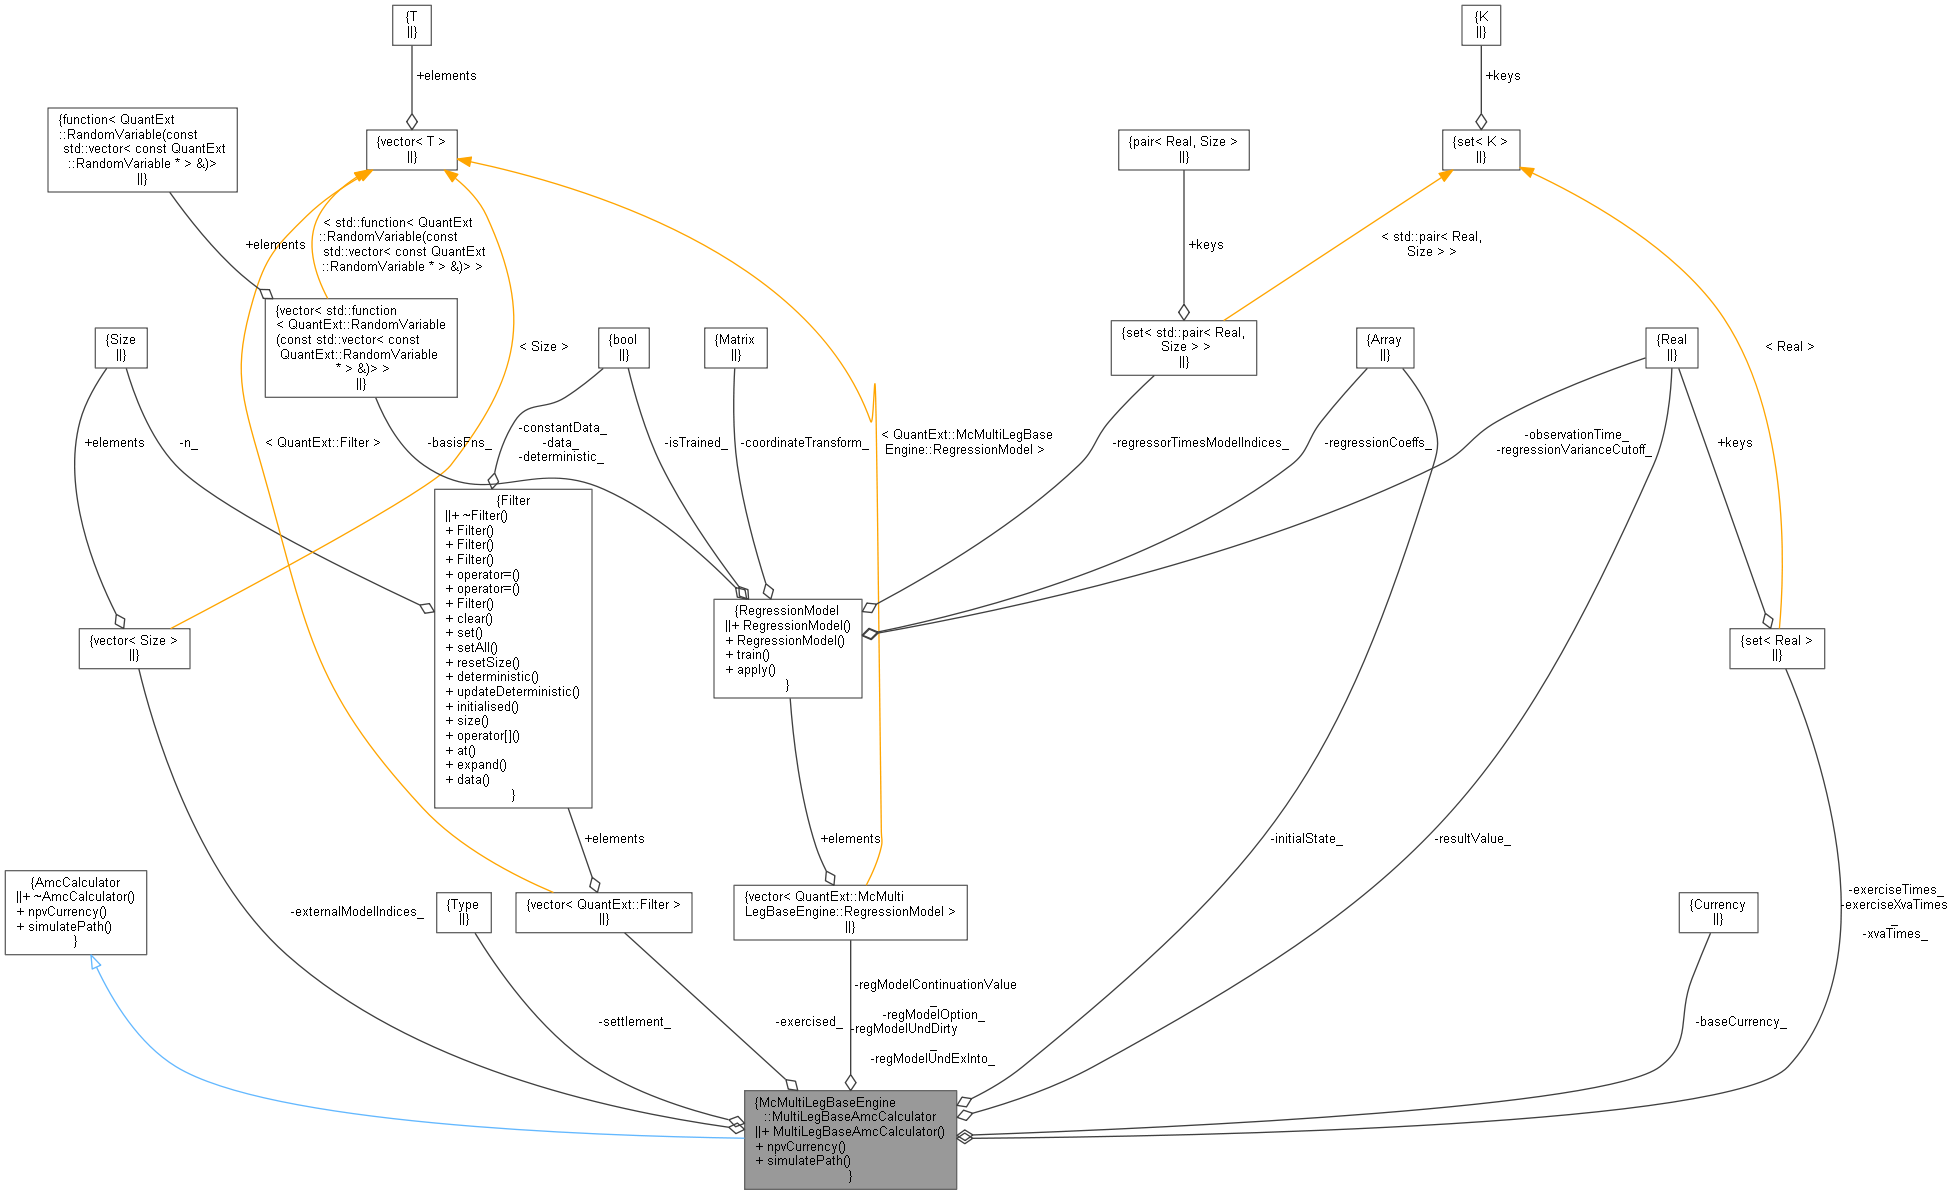 {T
||}
{K
||}
+elements
+keys
{function< QuantExt
::RandomVariable(const
std::vector< const QuantExt
::RandomVariable * > &)>
||}
{vector< T >
||}
{pair< Real, Size >
||}
{set< K >
||}
+elements
< std::function< QuantExt
::RandomVariable(const
std::vector< const QuantExt
::RandomVariable * > &)> >
+keys
< std::pair< Real,
Size > >
{Size
||}
{vector< std::function
< QuantExt::RandomVariable
(const std::vector< const
QuantExt::RandomVariable
* > &)> >
||}
< Size >
{bool
||}
{Matrix
||}
{set< std::pair< Real,
Size > >
||}
{Array
||}
{Real
||}
< Real >
+elements
-n_
< QuantExt::Filter >
-basisFns_
-constantData_
-data_
-deterministic_
-isTrained_
-coordinateTransform_
< QuantExt::McMultiLegBase
Engine::RegressionModel >
-regressorTimesModelIndices_
-regressionCoeffs_
-observationTime_
-regressionVarianceCutoff_
+keys
{Filter
||+ ~Filter()
+ Filter()
+ Filter()
+ Filter()
+ operator=()
+ operator=()
+ Filter()
+ clear()
+ set()
+ setAll()
+ resetSize()
+ deterministic()
+ updateDeterministic()
+ initialised()
+ size()
+ operator[]()
+ at()
+ expand()
+ data()
}
{vector< Size >
||}
{RegressionModel
||+ RegressionModel()
+ RegressionModel()
+ train()
+ apply()
}
{set< Real >
||}
+elements
+elements
-initialState_
-resultValue_
{AmcCalculator
||+ ~AmcCalculator()
+ npvCurrency()
+ simulatePath()
}
-externalModelIndices_
{Type
||}
{vector< QuantExt::Filter >
||}
{vector< QuantExt::McMulti
LegBaseEngine::RegressionModel >
||}
{Currency
||}
-exerciseTimes_
-exerciseXvaTimes
_
-xvaTimes_
-settlement_
-exercised_
-regModelContinuationValue
_
-regModelOption_
-regModelUndDirty
_
-regModelUndExInto_
-baseCurrency_
{McMultiLegBaseEngine
::MultiLegBaseAmcCalculator
||+ MultiLegBaseAmcCalculator()
+ npvCurrency()
+ simulatePath()
}